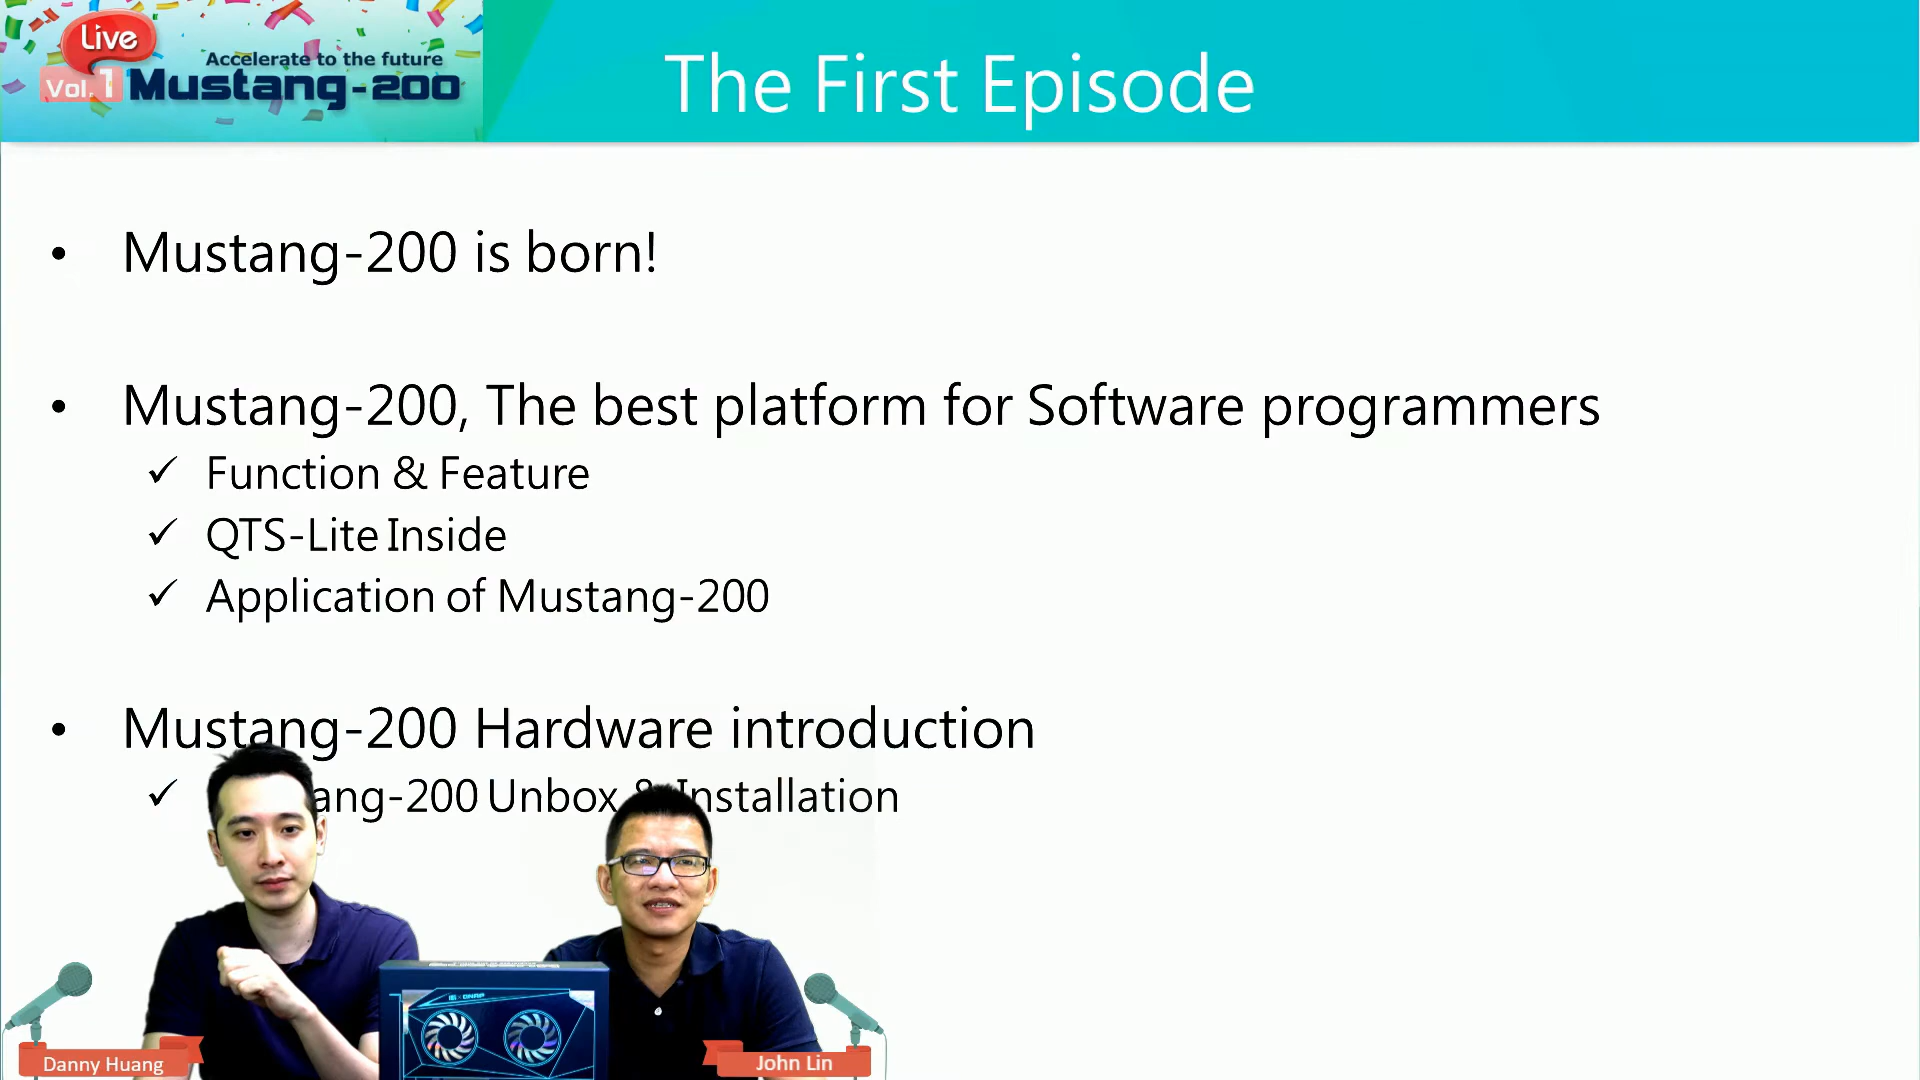 Live
Accelerate to the future
Vol.1 Mustang-200
The First Episode
• Mustang-200 is born!
• Mustang-200, The best platform for Software programmers
✓ Function & Feature
✓ QTS-Lite Inside
✓ Application of Mustang-200
• Mustang-200 Hardware introduction
✓ ang-200 Unbox & Installation
QNAP
Danny Huang
John Lin